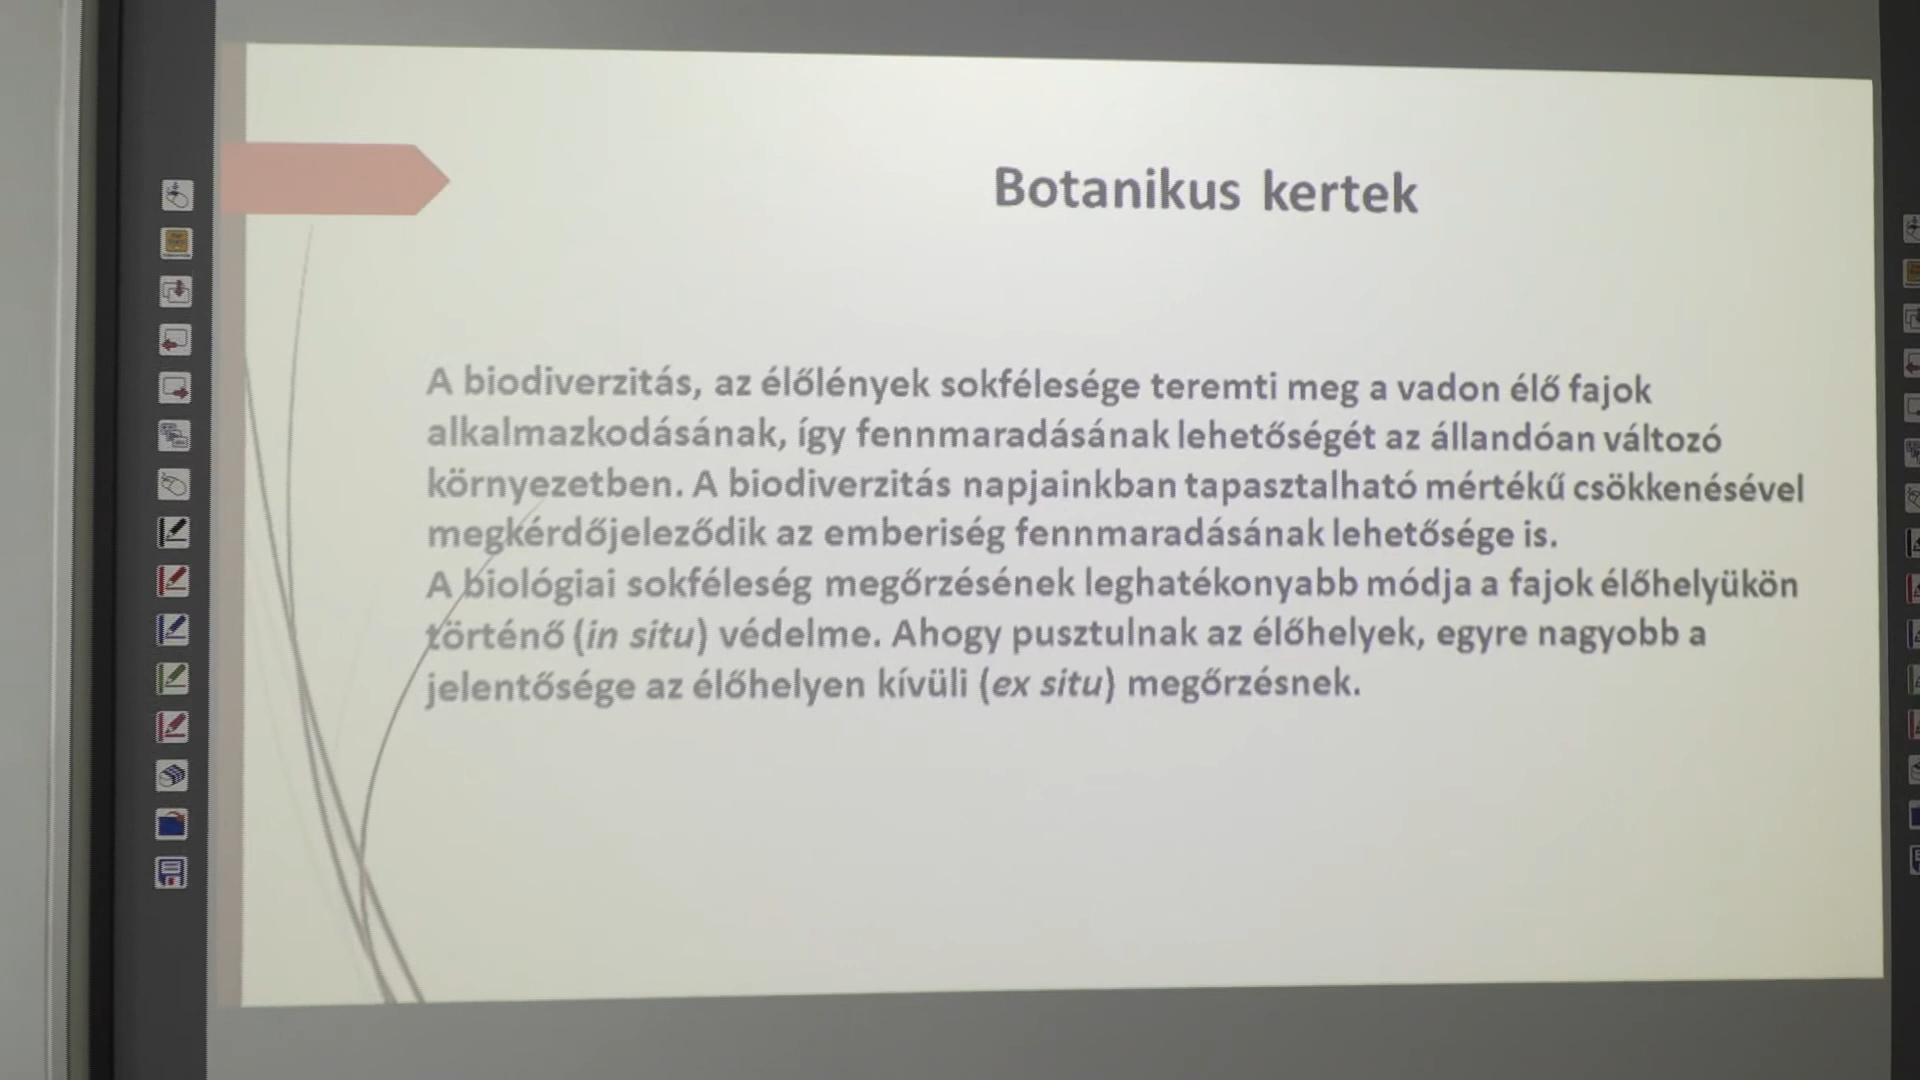 Botanikus kertek
A biodiverzitás, az élőlények sokfélesége teremti meg a vadon élő fajok
alkalmazkodásának, így fennmaradásának lehetőségét az állandóan változó
környezetben. A biodiverzitás napjainkban tapasztalható mértékű csökkenésével
megkérdőjeleződik az emberiség fennmaradásának lehetősége is.
A biológiai sokféleség megőrzésének leghatékonyabb módja a fajok élőhelyükön
történő (in situ) védelme. Ahogy pusztulnak az élőhelyek, egyre nagyobb a
jelentősége az élőhelyen kívüli (ex situ) megőrzésnek.